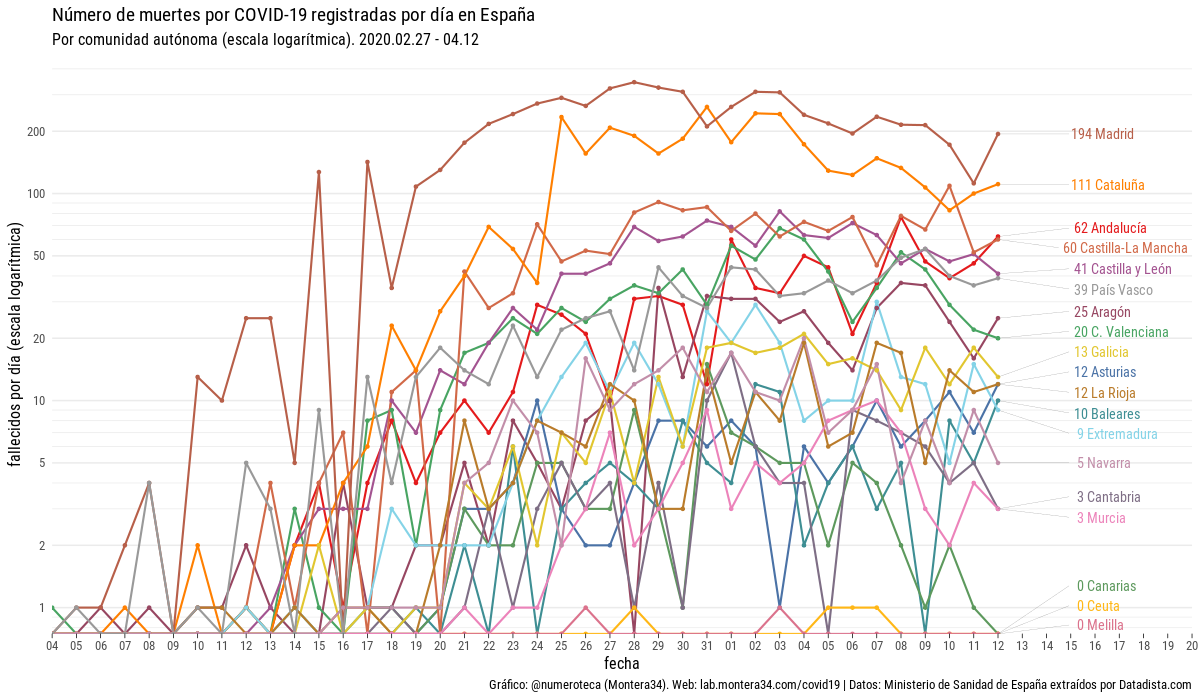 Número de muertes por COVID-19 registradas por día en España
Por comunidad autónoma (escala logarítmica). 2020.02.27 - 04.12
fallecidos por día (escala logarítmica)
200
100
50
20
10
5
2
1
194 Madrid
111 Cataluña
62 Andalucía
60 Castilla-La Mancha
41 Castilla y León
39 País Vasco
25 Aragón
20 C. Valenciana
13 Galicia
12 Asturias
12 La Rioja
10 Baleares
9 Extremadura
5 Navarra
3 Cantabria
3 Murcia
0 Canarias
0 Ceuta
0 Melilla
04 05 06 07 08 09 10 11 12 13 14 15 16 17 18 19 20 21 22 23 24 25 26 27 28 29 30 31 01 02 03 04 05 06 07 08 09 10 11 12 13 14 15 16 17 18 19 20
fecha
Gráfico: @numeroteca (Montera34). Web: lab.montera34.com/covid19 | Datos: Ministerio de Sanidad de España extraídos por Datadista.com